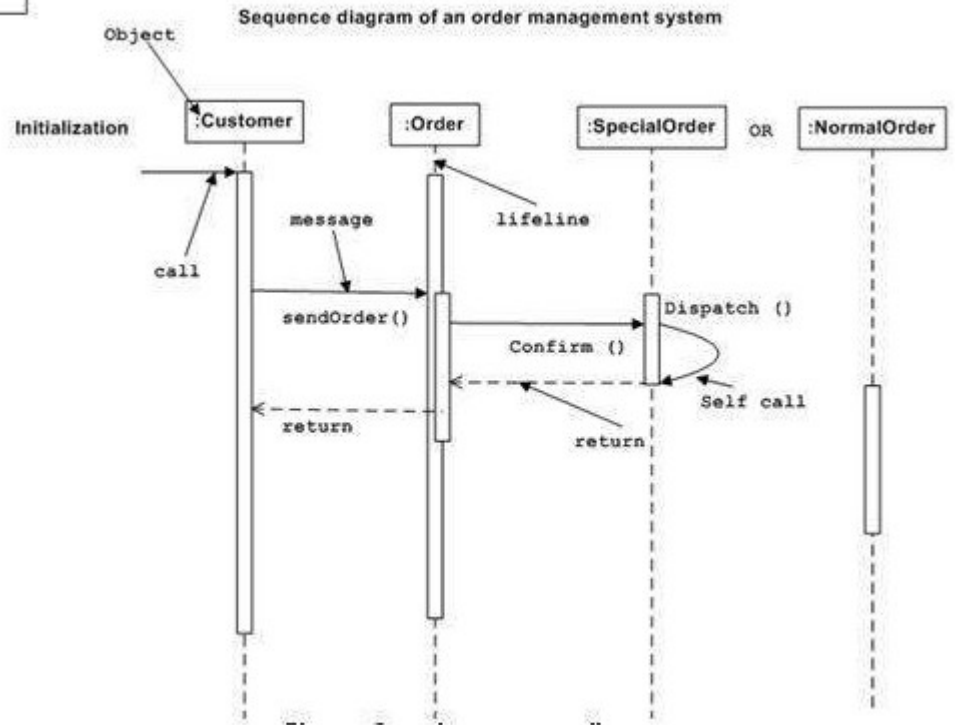 Sequence diagram of an order management system
Object
Initialization
:Customer
:Order
:SpecialOrder
OR
:NormalOrder
lifeline
message
call
sendOrder()
Dispatch ()
Confirm ()
Self call
return
return